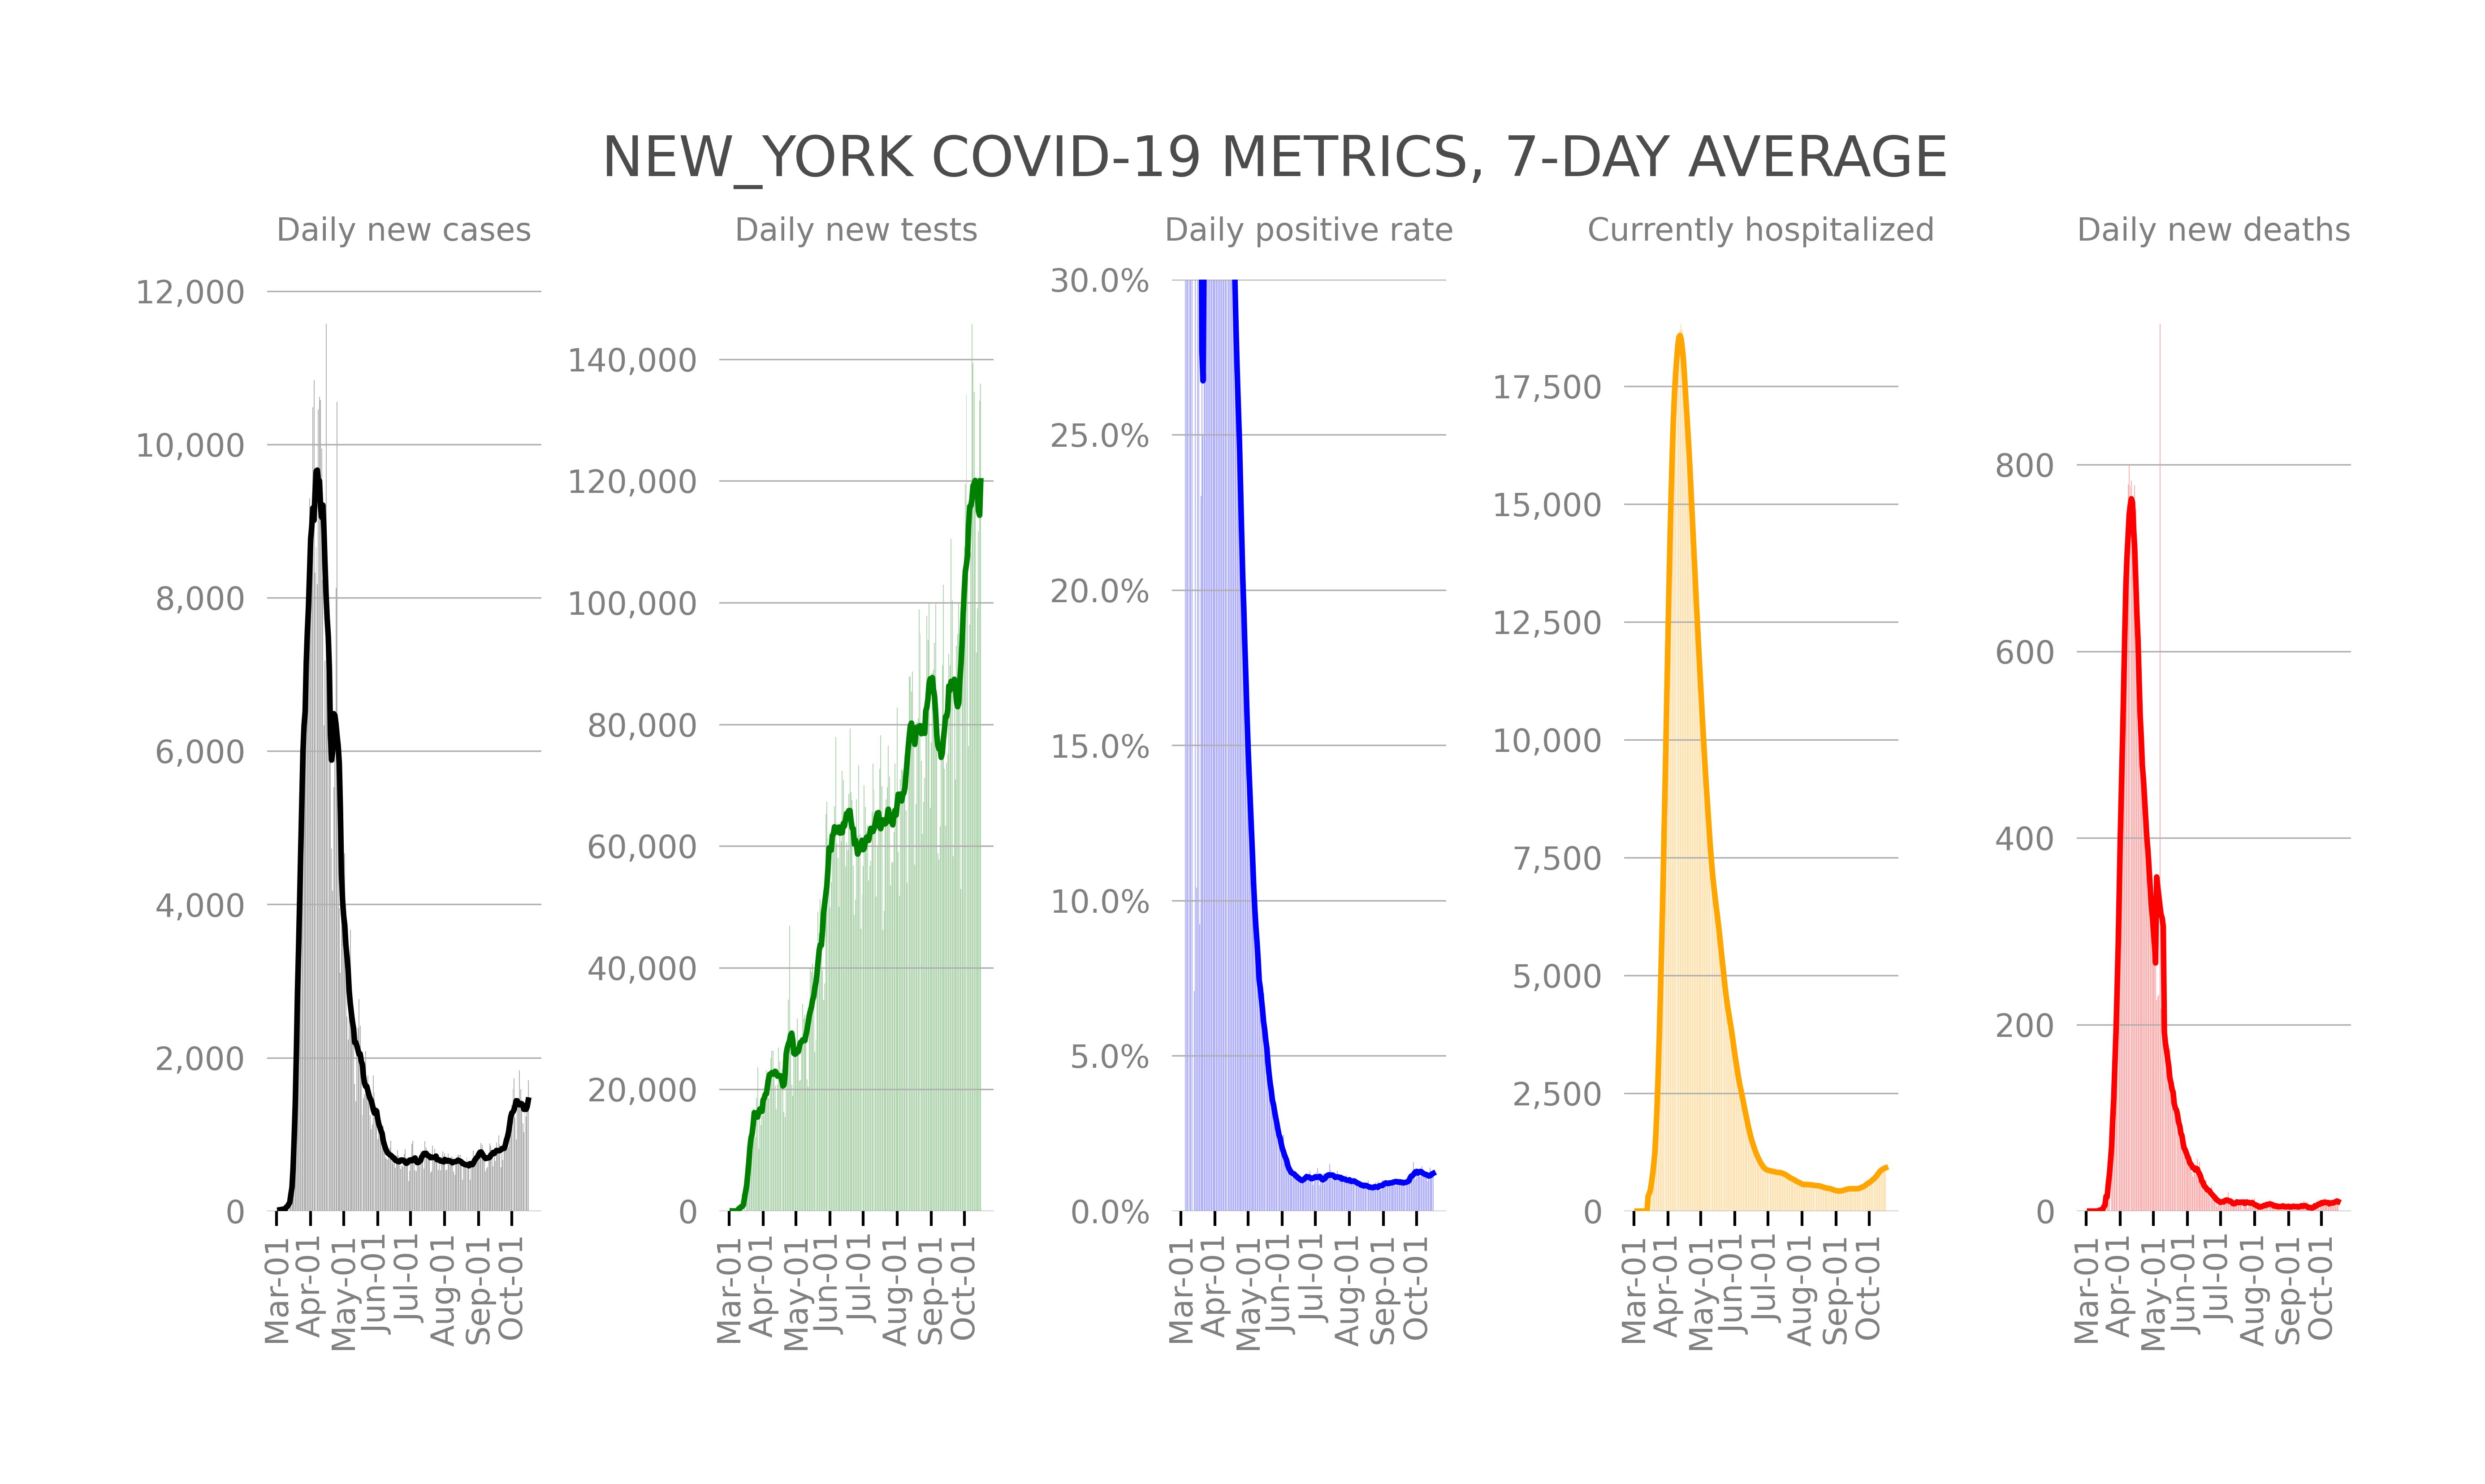 NEW_YORK COVID-19 METRICS, 7-DAY AVERAGE
Daily new cases
12,000
10,000
8,000
6,000
4,000
2,000
0
Mar-01
Apr-01
May-01
Jun-01
Jul-01
Aug-01
Sep-01
Oct-01
Daily new tests
140,000
120,000
100,000
80,000
60,000
40,000
20,000
0
Mar-01
Apr-01
May-01
Jun-01
Jul-01
Aug-01
Sep-01
Oct-01
Daily positive rate
30.0%
25.0%
20.0%
15.0%
10.0%
5.0%
0.0%
Mar-01
Apr-01
May-01
Jun-01
Jul-01
Aug-01
Sep-01
Oct-01
Currently hospitalized
17,500
15,000
12,500
10,000
7,500
5,000
2,500
0
Mar-01
Apr-01
May-01
Jun-01
Jul-01
Aug-01
Sep-01
Oct-01
Daily new deaths
800
600
400
200
0
Mar-01
Apr-01
May-01
Jun-01
Jul-01
Aug-01
Sep-01
Oct-01